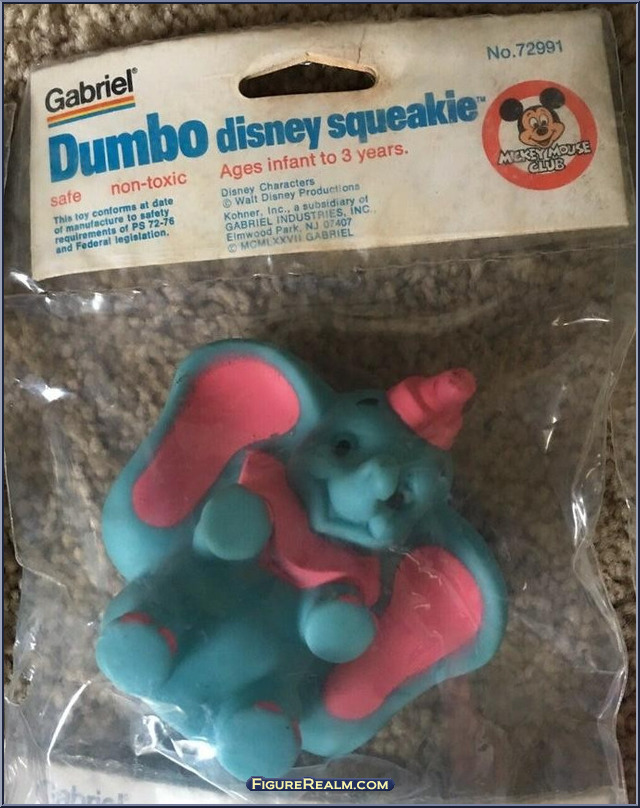 Gabriel®
No.72991
Dumbo disney squeakie™
MICKEY MOUSE
CLUB
safe non-toxic Ages infant to 3 years.
This toy conforms at date
of manufacture to safety
requirements of PS 72-76
and Federal legislation.
Disney Characters
© Walt Disney Productions
Kohner, Inc., a subsidiary of
GABRIEL INDUSTRIES, INC.,
Elmwood Park, NJ 07407
© MCMLXXVII GABRIEL
Gabriel
FIGUREREALM.COM